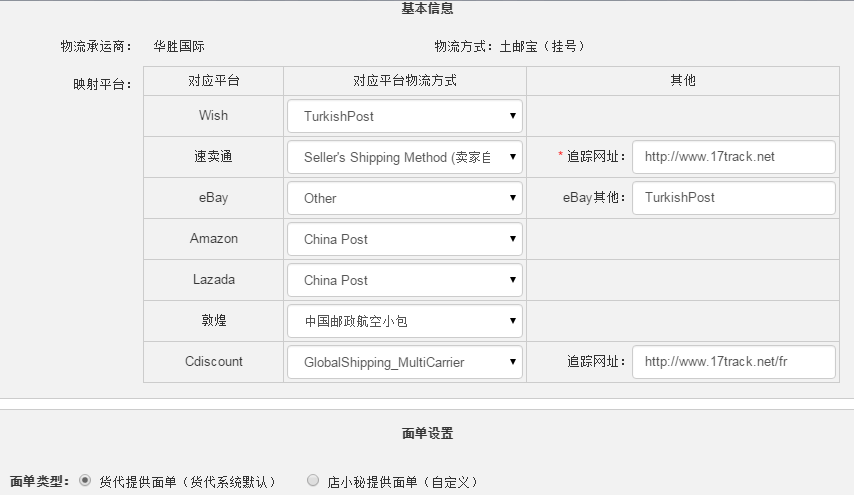 基本信息
物流承运商： 华胜国际 物流方式：土邮宝（挂号）
映射平台： 对应平台 对应平台物流方式 其他
Wish TurkishPost
速卖通 Seller's Shipping Method (卖家自 * 追踪网址： http://www.17track.net
eBay Other eBay其他： TurkishPost
Amazon China Post
Lazada China Post
敦煌 中国邮政航空小包
Cdiscount GlobalShipping_MultiCarrier 追踪网址： http://www.17track.net/fr
面单设置
面单类型： 货代提供面单（货代系统默认） 店小秘提供面单（自定义）